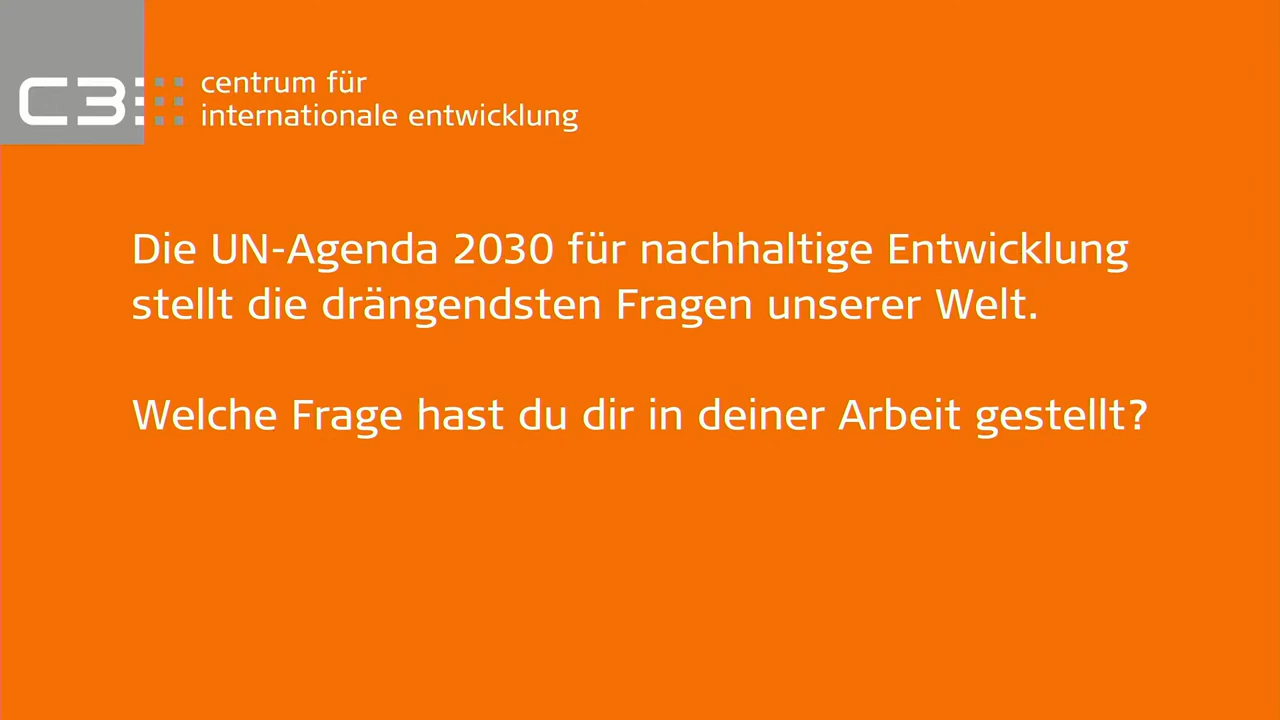 C3
centrum für
internationale entwicklung
Die UN-Agenda 2030 für nachhaltige Entwicklung
stellt die drängendsten Fragen unserer Welt.
Welche Frage hast du dir in deiner Arbeit gestellt?